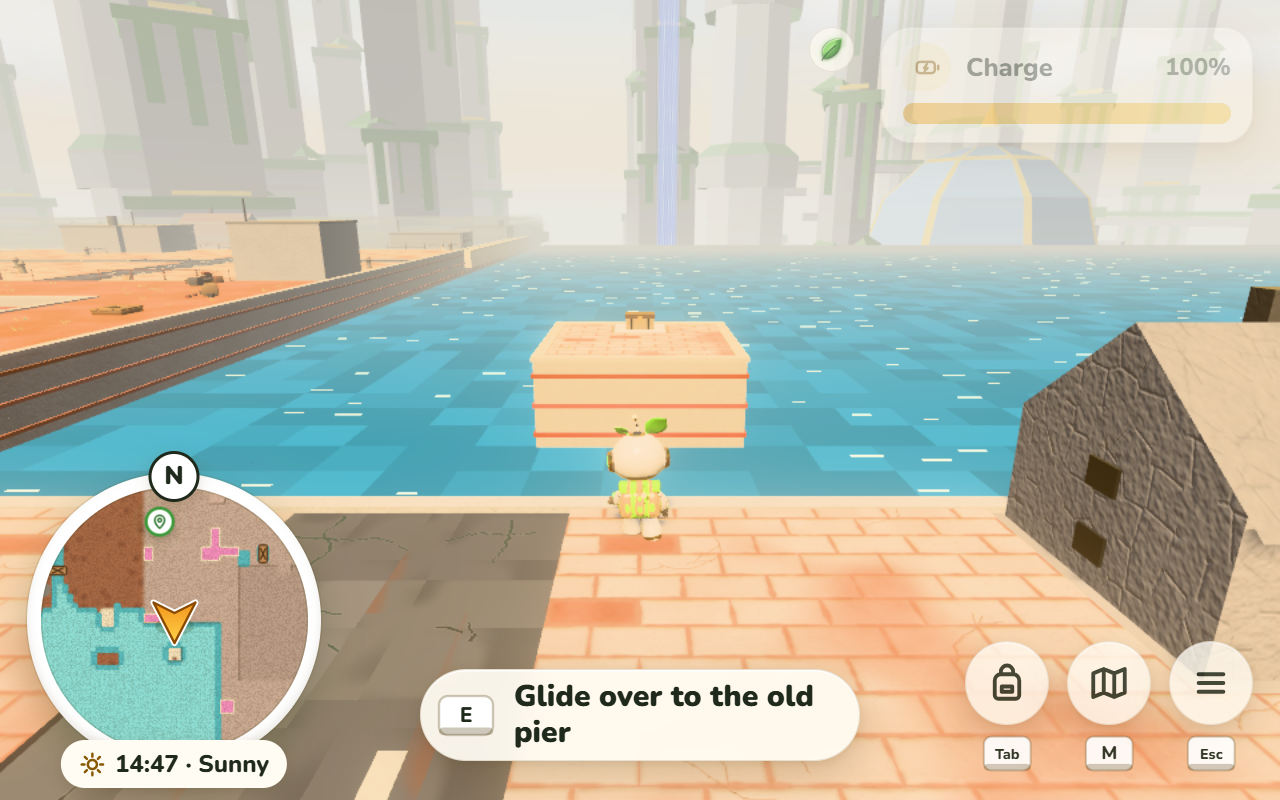 Charge 100%
N
E Glide over to the old
pier
14:47 · Sunny
Tab M Esc